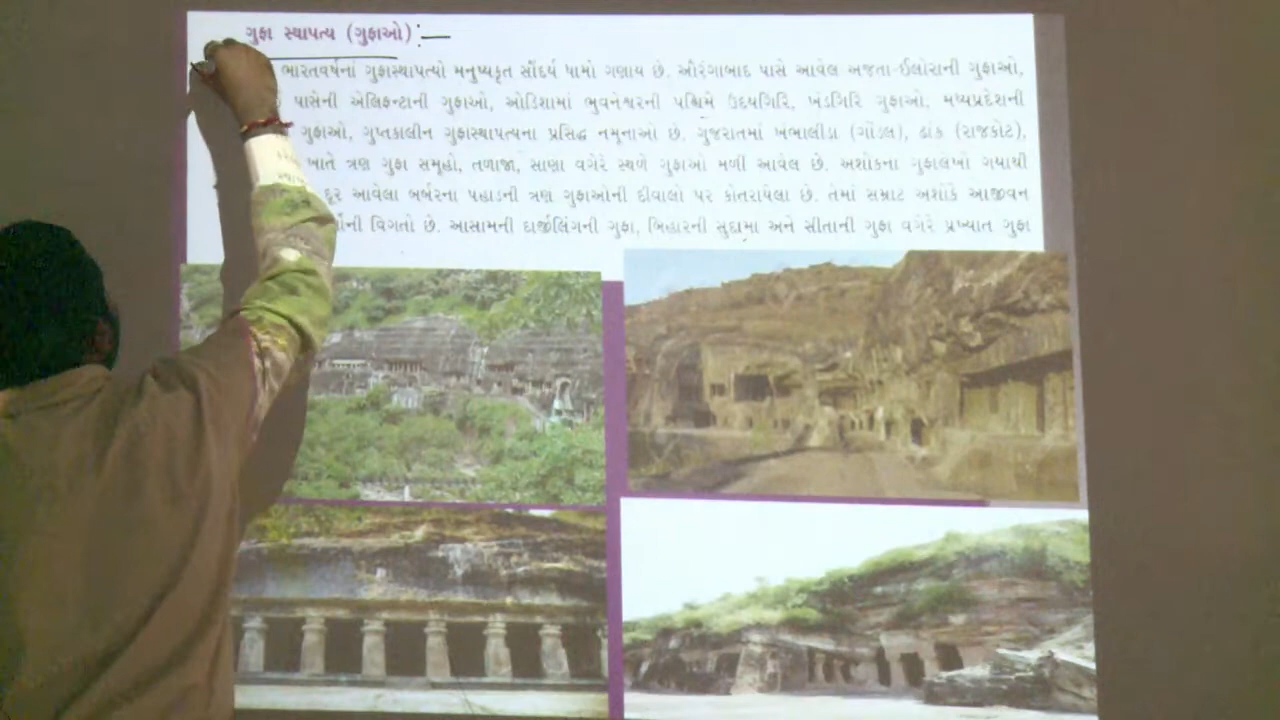 ગુફા સ્થાપત્ય (ગુફાઓ) :—
ભારતવર્ષનાં ગુફાસ્થાપત્યો મનુષ્યકૃત સૌંદર્ય ધામો ગણાય છે. ઔરંગાબાદ પાસે આવેલ અજંતા-ઈલોરાની ગુફાઓ,
પાસેની એલિફન્ટાની ગુફાઓ, ઓડિશામાં ભુવનેશ્વરની પશ્ચિમે ઉદયગિરિ, ખંડગિરિ ગુફાઓ, મધ્યપ્રદેશની
ગુફાઓ, ગુપ્તકાલીન ગુફાસ્થાપત્યના પ્રસિદ્ધ નમૂનાઓ છે. ગુજરાતમાં ખંભાલીડા (ગોંડલ), ઢાંક (રાજકોટ),
ખાતે ત્રણ ગુફા સમૂહો, તળાજા, સાણા વગેરે સ્થળે ગુફાઓ મળી આવેલ છે. અશોકના ગુફાલેખો ગયાથી
દૂર આવેલા બર્બરના પહાડની ત્રણ ગુફાઓની દીવાલો પર કોતરાયેલા છે. તેમાં સમ્રાટ અશોકે આજીવન
વિગતો છે. આસામની દાર્જીલિંગની ગુફા, બિહારની સુદામા અને સીતાની ગુફા વગેરે પ્રખ્યાત ગુફા